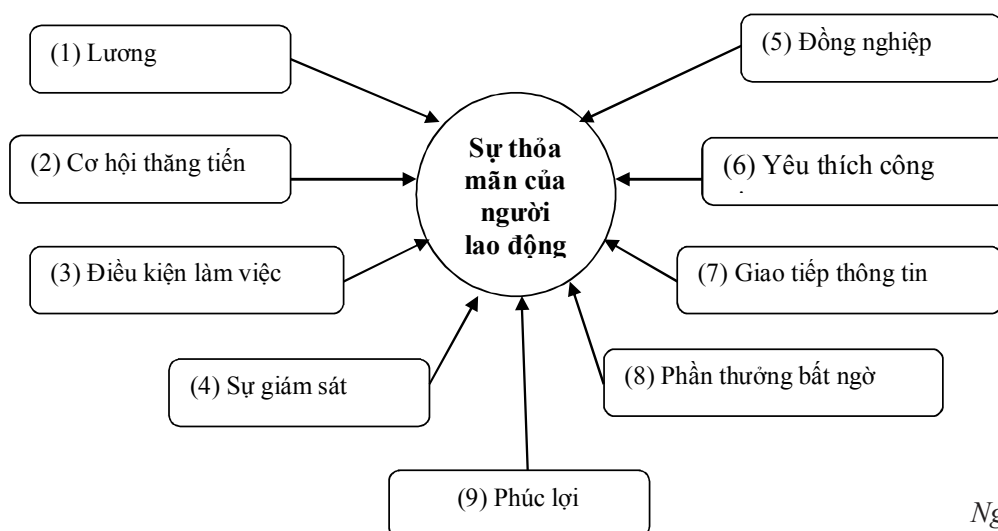 (1) Lương
(2) Cơ hội thăng tiến
(3) Điều kiện làm việc
(4) Sự giám sát
(5) Đồng nghiệp
(6) Yêu thích công
(7) Giao tiếp thông tin
(8) Phần thưởng bất ngờ
(9) Phúc lợi
Sự thỏa
mãn của
người
lao động